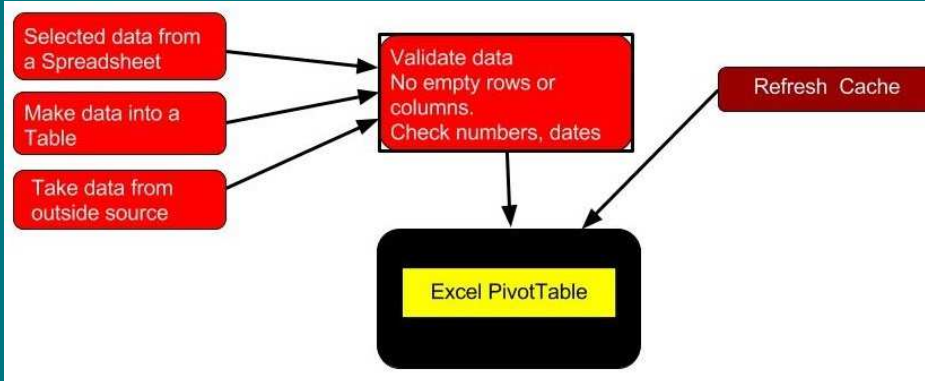 Selected data from
a Spreadsheet
Make data into a
Table
Take data from
outside source
Validate data
No empty rows or
columns.
Check numbers, dates
Refresh Cache
Excel PivotTable